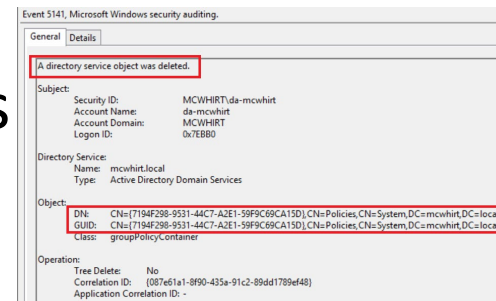 Event 5141, Microsoft Windows security auditing.
General Details
A directory service object was deleted.
S
Subject:
Security ID: MCWHIRT\da-mcwhirt
Account Name: da-mcwhirt
Account Domain: MCWHIRT
Logon ID: 0x7EBB0
Directory Service:
Name: mcwhirt.local
Type: Active Directory Domain Services
Object:
DN: CN={7194F298-9531-44C7-A2E1-59F9C69CA15D},CN=Policies,CN=System,DC=mcwhirt,DC=loca
GUID: CN={7194F298-9531-44C7-A2E1-59F9C69CA15D},CN=Policies,CN=System,DC=mcwhirt,DC=loca
Class: groupPolicyContainer
Operation:
Tree Delete: No
Correlation ID: {087e61a1-8f90-435a-91c2-89dd1789ef48}
Application Correlation ID: -